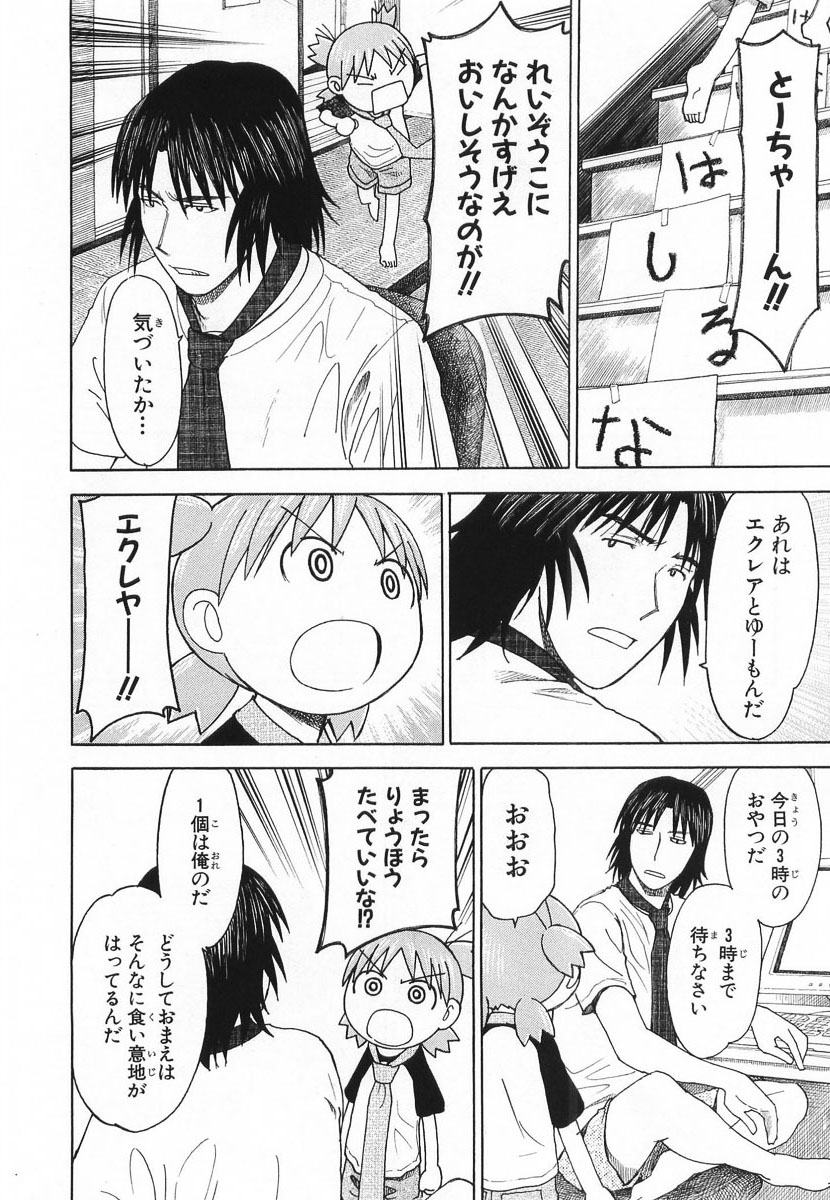 とーちゃーーん!!
は
し
る
な
け
は
れいぞうこに
なんかすげえ
おいしそうなのが!!
気づいたか…
あれは
エクレアとゆーもんだ
エクレヤーー!!
今日の3時の
おやつだ
3時まで
待ちなさい
おおお
まったら
りょうほう
たべていいな!?
1個は俺のだ
どうしておまえは
そんなに食い意地が
はってるんだ